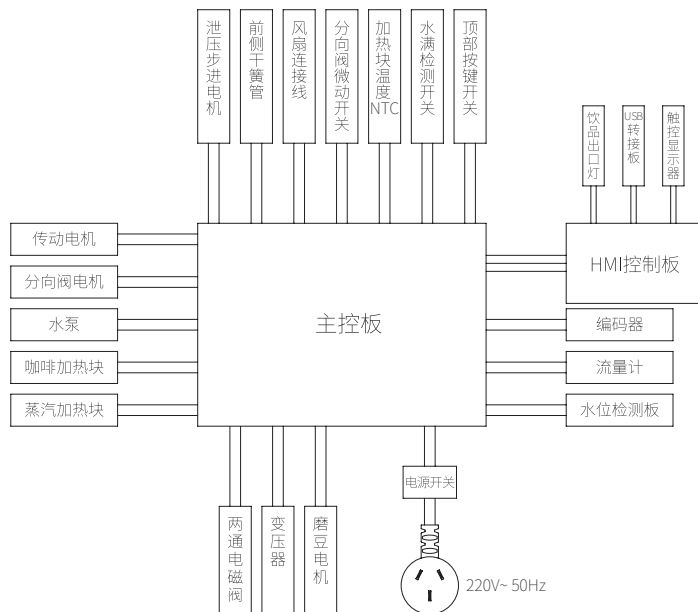 泄压步进电机
前侧干簧管
风扇连接线
分向阀微动开关
加热块温度NTC
水满检测开关
顶部按键开关
饮品出口灯
USB转接板
触控显示器
传动电机
分向阀电机
水泵
咖啡加热块
蒸汽加热块
主控板
HMI控制板
编码器
流量计
水位检测板
电源开关
两通电磁阀
变压器
磨豆电机
220V~ 50Hz